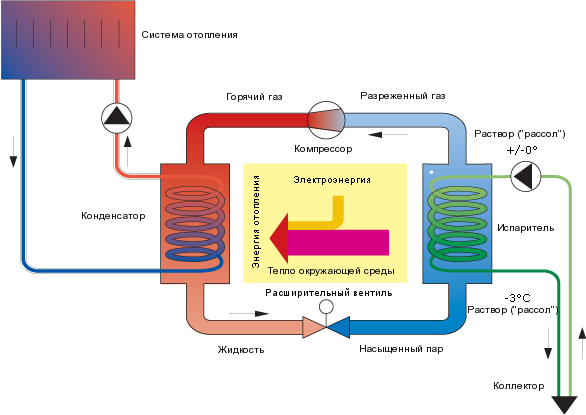 Система отопления
Горячий газ
Разреженный газ
Компрессор
Раствор ("рассол")
+/-0°
Конденсатор
Энергия отопления
Электроэнергия
Тепло окружающей среды
Испаритель
Расширительный вентиль
-3°C
Раствор ("рассол")
Жидкость
Насыщенный пар
Коллектор